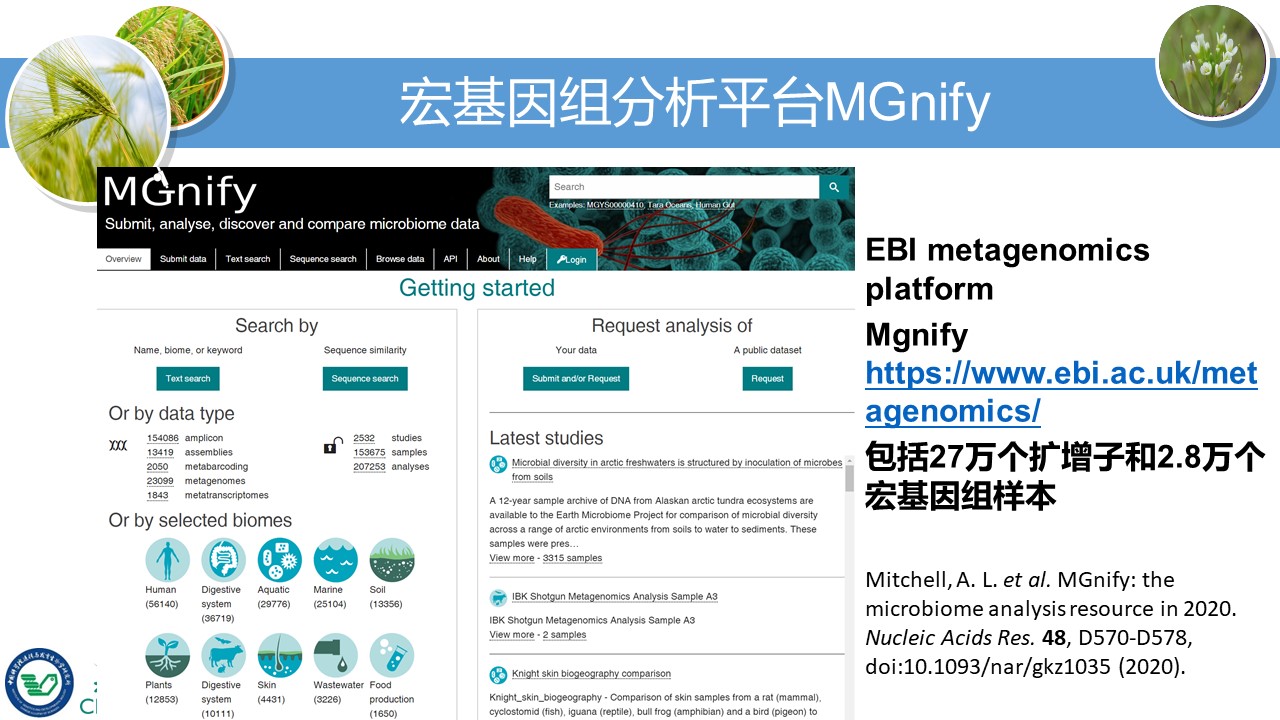 宏基因组分析平台MGnify
MGnify
Submit, analyse, discover and compare microbiome data
Search
Examples: MGYS00000410, Tara Oceans, Human Gut
Overview Submit data Text search Sequence search Browse data API About Help Login
Getting started
Search by
Name, biome, or keyword Sequence similarity
Text search Sequence search
Or by data type
154086 amplicon
13419 assemblies
2050 metabarcoding
23099 metagenomes
1843 metatranscriptomes
2532 studies
153675 samples
207253 analyses
Or by selected biomes
Human
(56140)
Digestive
system
(36719)
Aquatic
(29776)
Marine
(25104)
Soil
(13356)
Plants
(12853)
Digestive
system
(10111)
Skin
(4431)
Wastewater
(3226)
Food
production
(1650)
Request analysis of
Your data A public dataset
Submit and/or Request Request
Latest studies
Microbial diversity in arctic freshwaters is structured by inoculation of microbes
from soils
A 12-year sample archive of DNA from Alaskan arctic tundra ecosystems are
available to the Earth Microbiome Project for comparison of microbial diversity
across a range of arctic environments from soils to water to sediments. These
samples were pres…
View more - 3315 samples
IBK Shotgun Metagenomics Analysis Sample A3
IBK Shotgun Metagenomics Analysis Sample A3
View more - 2 samples
Knight skin biogeography comparison
Knight_skin_biogeography - Comparison of skin samples from a rat (mammal),
cyclostomid (fish), iguana (reptile), bull frog (amphibian) and a bird (pigeon) to
EBI metagenomics
platform
Mgnify
https://www.ebi.ac.uk/met
agenomics/
包括27万个扩增子和2.8万个
宏基因组样本
Mitchell, A. L. et al. MGnify: the
microbiome analysis resource in 2020.
Nucleic Acids Res. 48, D570-D578,
doi:10.1093/nar/gkz1035 (2020).